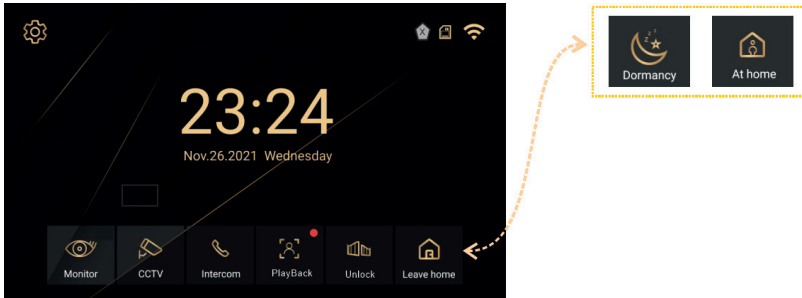 23:24
Nov.26.2021 Wednesday
Monitor
CCTV
Intercom
PlayBack
Unlock
Leave home
Dormancy
At home